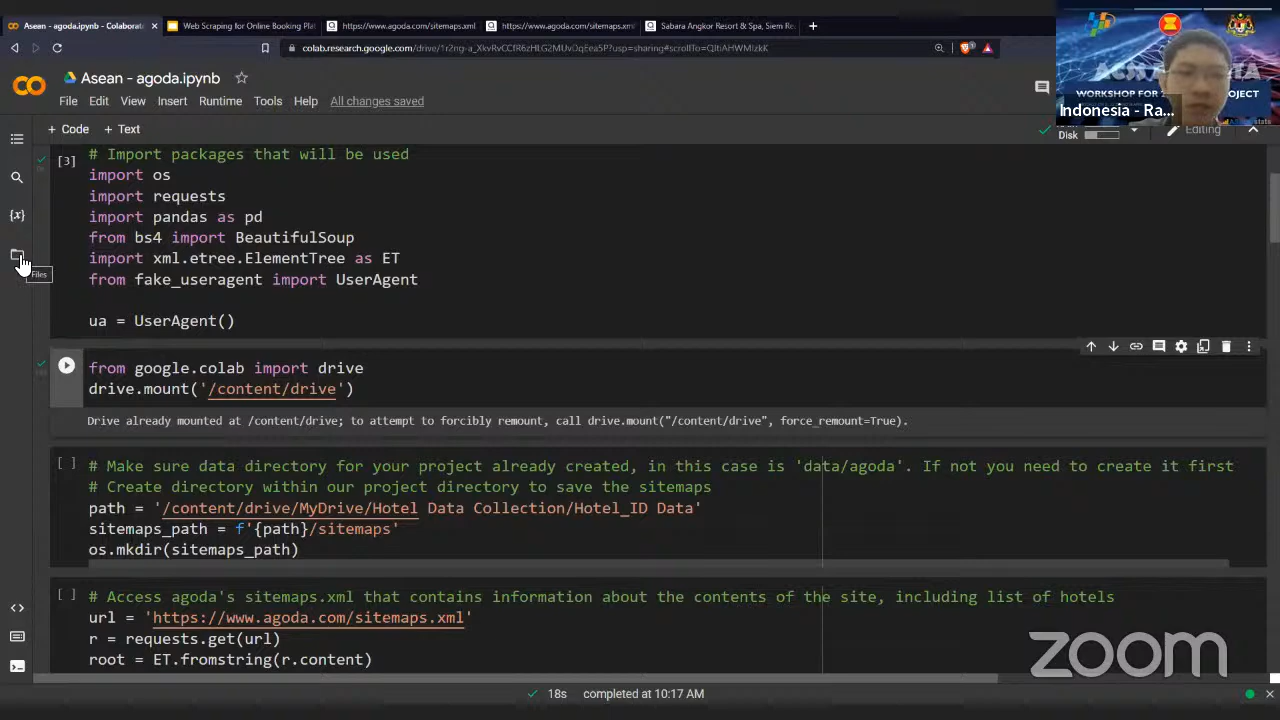 Asean - agoda.ipynb - Colaborat
Web Scraping for Online Booking Pla
https://www.agoda.com/sitemaps.xml
https://www.agoda.com/sitemaps.xml
Sabara Angkor Resort & Spa, Siem Re
Asean - agoda.ipynb
File Edit View Insert Runtime Tools Help All changes saved
+ Code + Text
Disk
Editing
WORKSHOP FOR
OJECT
Indonesia - Ra...
[3]
# Import packages that will be used
import os
import requests
import pandas as pd
from bs4 import BeautifulSoup
import xml.etree.ElementTree as ET
from fake_useragent import UserAgent
ua = UserAgent()
Files
from google.colab import drive
drive.mount('/content/drive')
Drive already mounted at /content/drive; to attempt to forcibly remount, call drive.mount("/content/drive", force_remount=True).
[ ]
# Make sure data directory for your project already created, in this case is 'data/agoda'. If not you need to create it first
# Create directory within our project directory to save the sitemaps
path = '/content/drive/MyDrive/Hotel Data Collection/Hotel_ID Data'
sitemaps_path = f'{path}/sitemaps'
os.mkdir(sitemaps_path)
[ ]
# Access agoda's sitemaps.xml that contains information about the contents of the site, including list of hotels
url = 'https://www.agoda.com/sitemaps.xml'
r = requests.get(url)
root = ET.fromstring(r.content)
zoom
18s completed at 10:17 AM